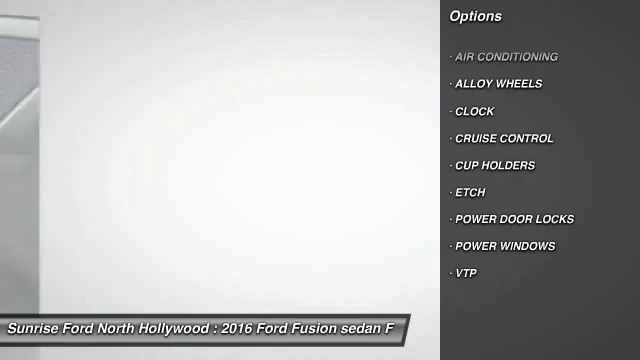 Options
· AIR CONDITIONING
· ALLOY WHEELS
· CLOCK
· CRUISE CONTROL
· CUP HOLDERS
· ETCH
· POWER DOOR LOCKS
· POWER WINDOWS
· VTP
Sunrise Ford North Hollywood : 2016 Ford Fusion sedan F